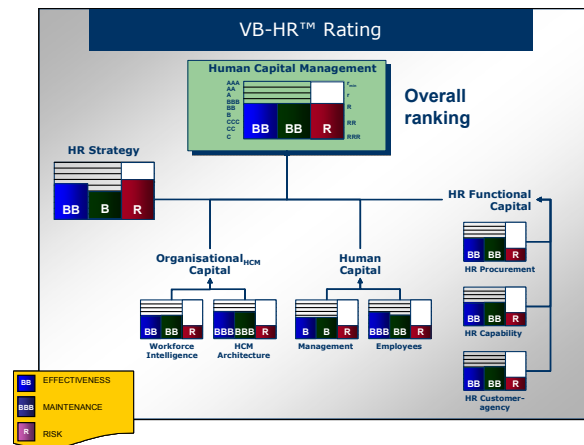 VB-HR™ Rating
Human Capital Management
AAA
AA
A
BBB
BB
B
CCC
CC
C
BB BB R
rmin
r
R
RR
RRR
Overall
ranking
HR Strategy
BB B R
HR Functional
Capital
Organisational HCM
Capital
Human
Capital
BB BB R
HR Procurement
BB BB R
Workforce
Intelligence
BBB BBB R
HCM
Architecture
B B R
Management
BBB BB R
Employees
BB BB R
HR Capability
BB BB R
HR Customer-
agency
BB EFFECTIVENESS
BBB MAINTENANCE
R RISK